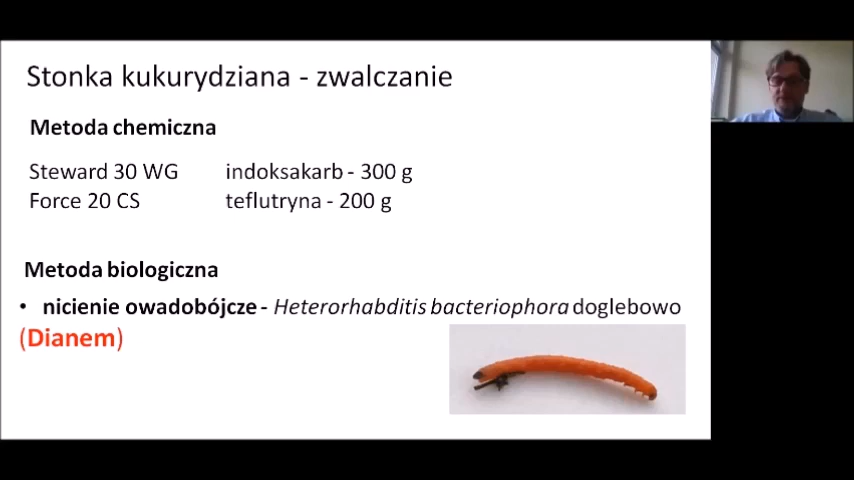 Stonka kukurydziana - zwalczanie
Metoda chemiczna
Steward 30 WG indoksakarb - 300 g
Force 20 CS teflutryna - 200 g
Metoda biologiczna
• nicienie owadobójcze - Heterorhabditis bacteriophora doglebowo
(Dianem)